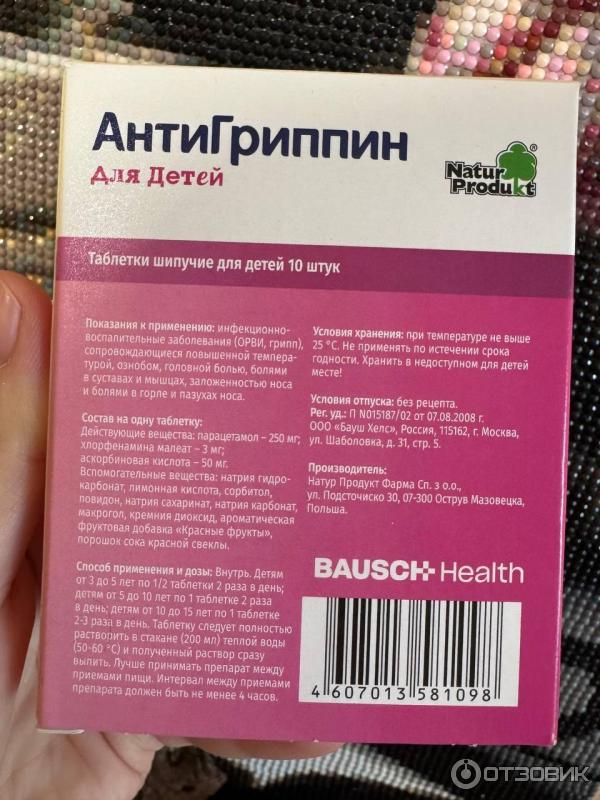 АнтиГриппин
Для Детей
Natur
Produkt
®
Таблетки шипучие для детей 10 штук
Показания к применению: инфекционно-
воспалительные заболевания (ОРВИ, грипп),
сопровождающиеся повышенной темпера-
турой, ознобом, головной болью, болями
в суставах и мышцах, заложенностью носа
и болями в горле и пазухах носа.
Состав на одну таблетку:
Действующие вещества: парацетамол – 250 мг;
хлорфенамина малеат – 3 мг;
аскорбиновая кислота – 50 мг.
Вспомогательные вещества: натрия гидро-
карбонат, лимонная кислота, сорбитол,
повидон, натрия сахаринат, натрия карбонат,
макрогол, кремния диоксид, ароматическая
фруктовая добавка «Красные фрукты»,
порошок сока красной свеклы.
Способ применения и дозы: Внутрь. Детям
от 3 до 5 лет по 1/2 таблетки 2 раза в день;
детям от 5 до 10 лет по 1 таблетке 2 раза
в день; детям от 10 до 15 лет по 1 таблетке
2-3 раза в день. Таблетку следует полностью
растворить в стакане (200 мл) теплой воды
(50-60 °C) и полученный раствор сразу
выпить. Лучше принимать препарат между
приемами пищи. Интервал между приемами
препарата должен быть не менее 4 часов.
Условия хранения: при температуре не выше
25 °C. Не применять по истечении срока
годности. Хранить в недоступном для детей
месте!
Условия отпуска: без рецепта.
Рег. уд.: П N015187/02 от 07.08.2008 г.
ООО «Бауш Хелс», Россия, 115162, г. Москва,
ул. Шаболовка, д. 31, стр. 5.
Производитель:
Натур Продукт Фарма Сп. з о.о.,
ул. Подсточиско 30, 07-300 Острув Мазовецка,
Польша.
BAUSCH+Health
4 607013 581098
ОТЗОВИК